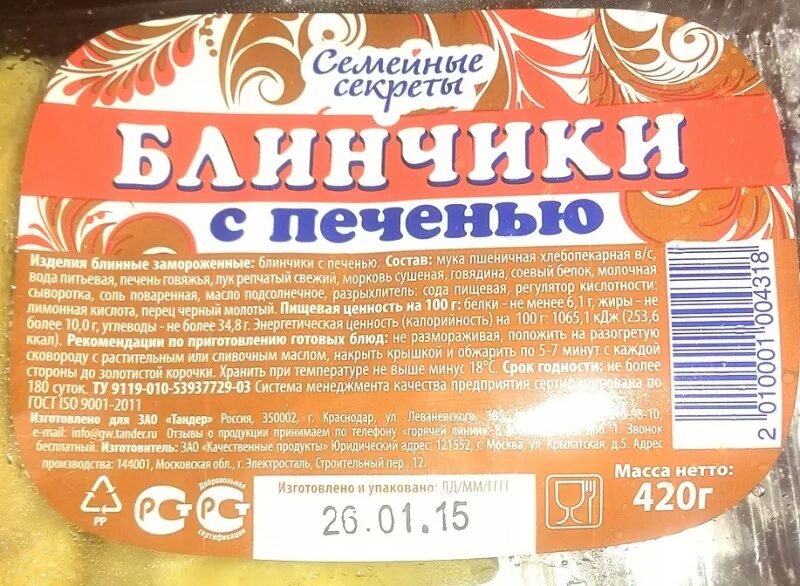 Семейные
секреты
БЛИНЧИКИ
с печенью
Изделия блинные замороженные: блинчики с печенью. Состав: мука пшеничная хлебопекарная в/с,
вода питьевая, печень говяжья, лук репчатый свежий, морковь сушеная, говядина, соевый белок, молочная
сыворотка, соль поваренная, масло подсолнечное, разрыхлитель: сода пищевая, регулятор кислотности:
лимонная кислота, перец черный молотый. Пищевая ценность на 100 г: белки - не менее 6,1 г, жиры - не
более 10,0 г, углеводы - не более 34,8 г. Энергетическая ценность (калорийность) на 100 г: 1065,1 кДж (253,6
ккал). Рекомендации по приготовлению готовых блюд: не размораживая, положить на разогретую
сковороду с растительным или сливочным маслом, накрыть крышкой и обжарить по 5-7 минут с каждой
стороны до золотистой корочки. Хранить при температуре не выше минус 18°С. Срок годности: не более
180 суток. ТУ 9119-010-53937729-03 Система менеджмента качества предприятия сертифицирована по
ГОСТ ISO 9001-2011
Изготовлено для ЗАО «Тандер» Россия, 350002, г. Краснодар, ул. Леваневского, 185,
e-mail: info@gw.tander.ru Отзывы о продукции принимаем по телефону «горячей линии»: Звонок
бесплатный. Изготовитель: ЗАО «Качественные продукты» Юридический адрес: 121552, г. Москва, ул. Крылатская, д.5. Адрес
производства: 144001, Московская обл., г. Электросталь, Строительный пер., 12.
2 010001 004318
Масса нетто:
420г
PP
РСТ
Добровольная
РСТ
сертификация
Изготовлено и упаковано: ДД/ММ/ГГГГ
26.01.15